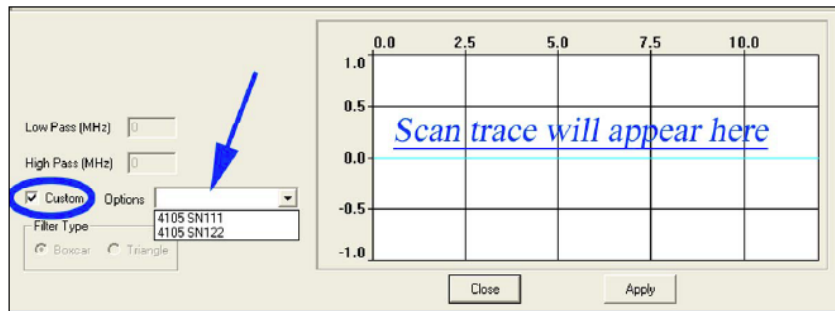 0.0 2.5 5.0 7.5 10.0
1.0
0.5
0.0
-0.5
-1.0
Scan trace will appear here
Low Pass (MHz) 0
High Pass (MHz) 0
Custom Options
4105 SN111
4105 SN122
Filter Type
Boxcar Triangle
Close Apply